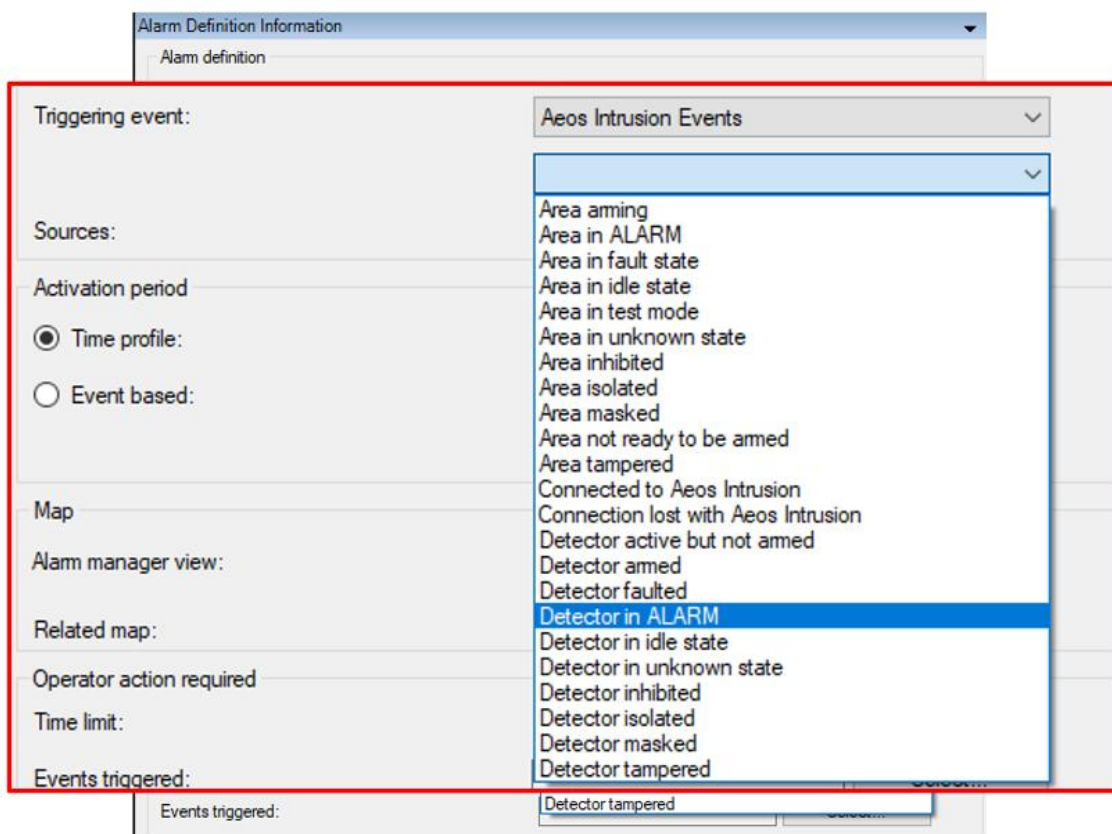 Alarm Definition Information
Alarm definition
Triggering event:
Aeos Intrusion Events
Sources:
Area arming
Area in ALARM
Area in fault state
Area in idle state
Area in test mode
Area in unknown state
Area inhibited
Area isolated
Area masked
Area not ready to be armed
Area tampered
Connected to Aeos Intrusion
Connection lost with Aeos Intrusion
Detector active but not armed
Detector armed
Detector faulted
Detector in ALARM
Detector in idle state
Detector in unknown state
Detector inhibited
Detector isolated
Detector masked
Detector tampered
Activation period
Time profile:
Event based:
Map
Alarm manager view:
Related map:
Operator action required
Time limit:
Events triggered:
Events triggered:
Detector tampered